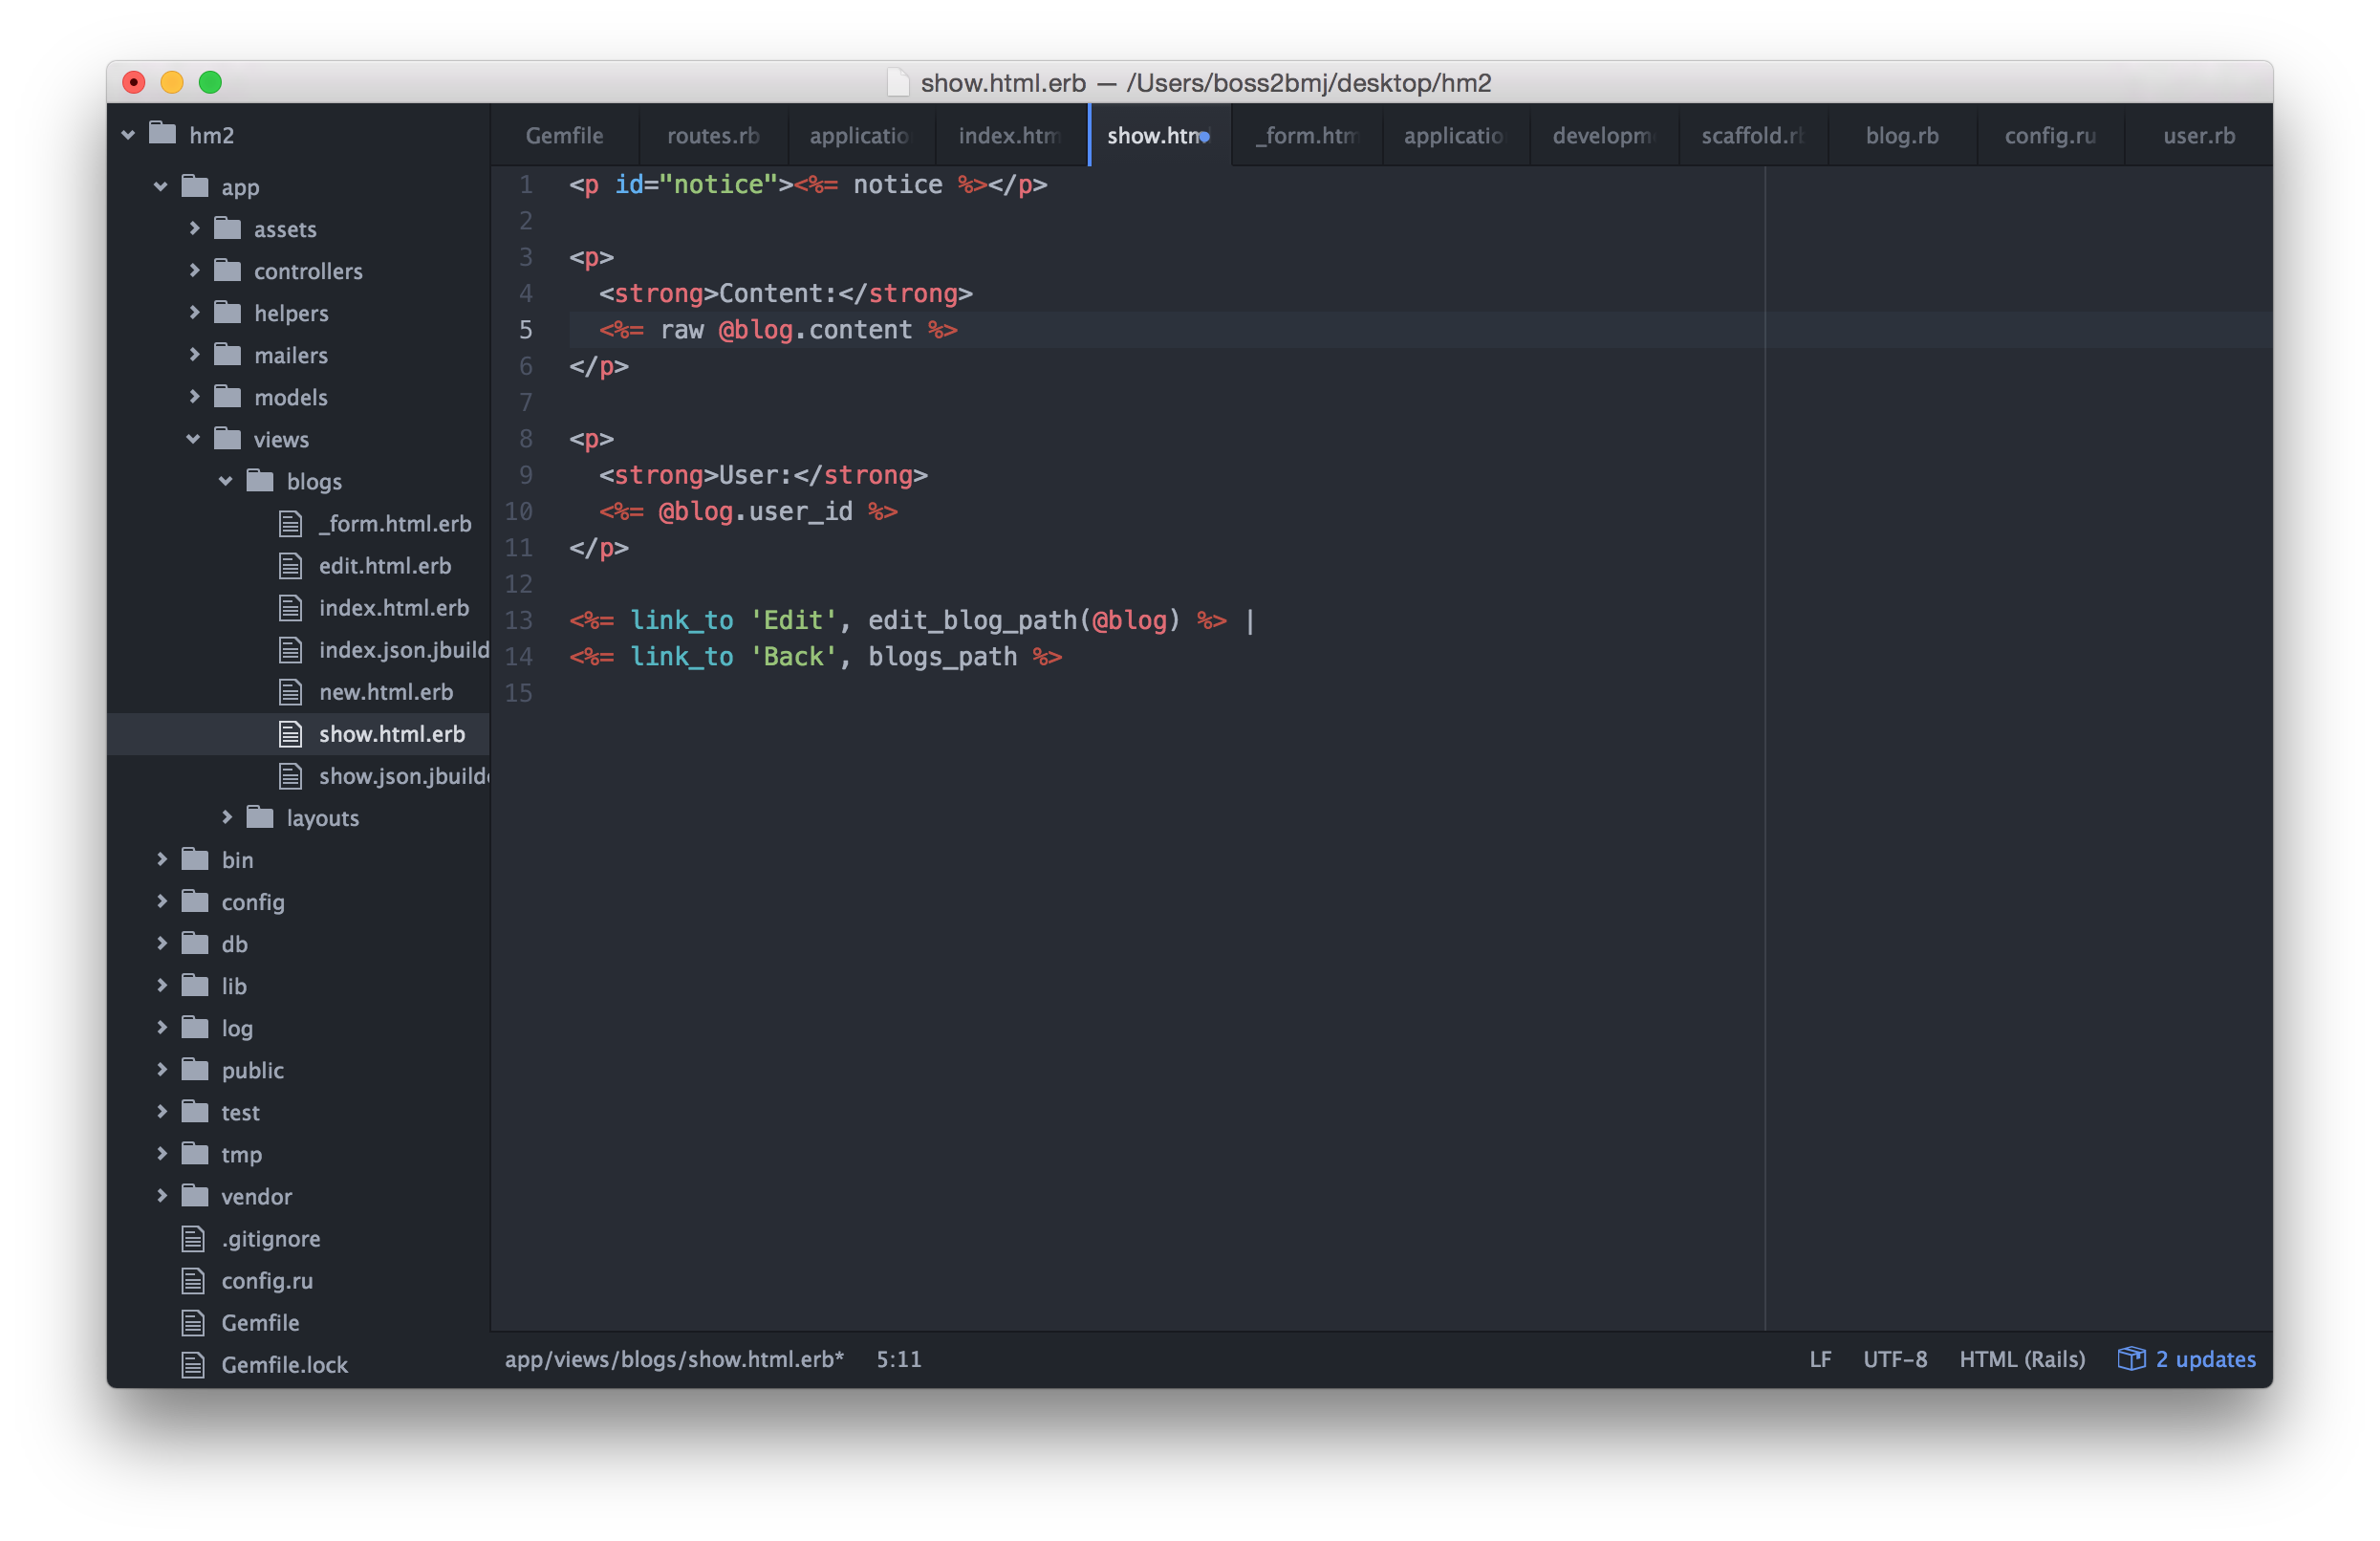 show.html.erb — /Users/boss2bmj/desktop/hm2
hm2
app
assets
controllers
helpers
mailers
models
views
blogs
_form.html.erb
edit.html.erb
index.html.erb
index.json.jbuild
new.html.erb
show.html.erb
show.json.jbuilde
layouts
bin
config
db
lib
log
public
test
tmp
vendor
.gitignore
config.ru
Gemfile
Gemfile.lock
Gemfile routes.rb applicatio index.htm show.htm _form.htm applicatio developm scaffold.r blog.rb config.ru user.rb
1 <p id="notice"><%= notice %></p>
2
3 <p>
4 <strong>Content:</strong>
5 <%= raw @blog.content %>
6 </p>
7
8 <p>
9 <strong>User:</strong>
10 <%= @blog.user_id %>
11 </p>
12
13 <%= link_to 'Edit', edit_blog_path(@blog) %> |
14 <%= link_to 'Back', blogs_path %>
15
app/views/blogs/show.html.erb* 5:11 LF UTF-8 HTML (Rails) 2 updates